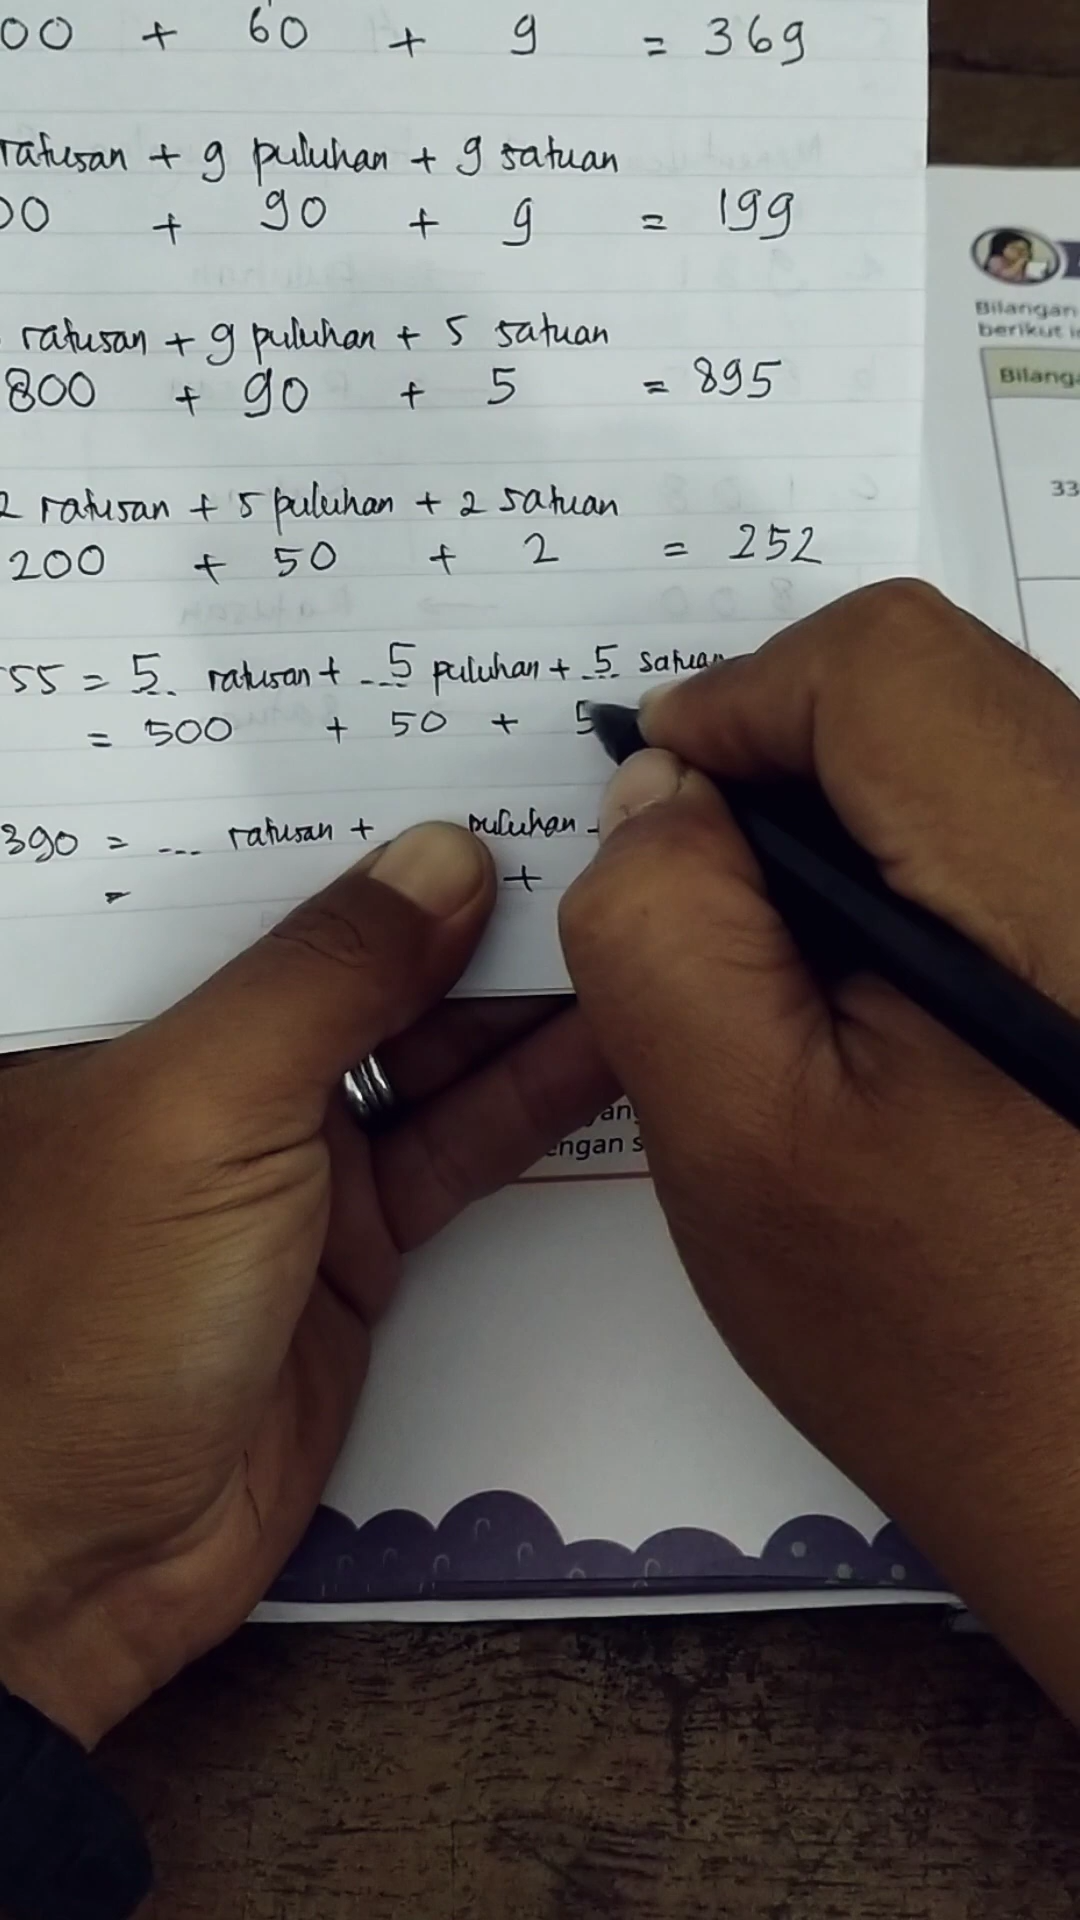 00 + 60 + 9 = 369
ratusan + 9 puluhan + 9 satuan
00 + 90 + 9 = 199
ratusan + 9 puluhan + 5 satuan
800 + 90 + 5 = 895
2 ratusan + 5 puluhan + 2 satuan
200 + 50 + 2 = 252
55 = 5 ratusan + 5 puluhan + 5 satuan
= 500 + 50 + 5
390 = ... ratusan + puluhan
= +
Bilangan
berikut
Bilang
33
yang
engan s